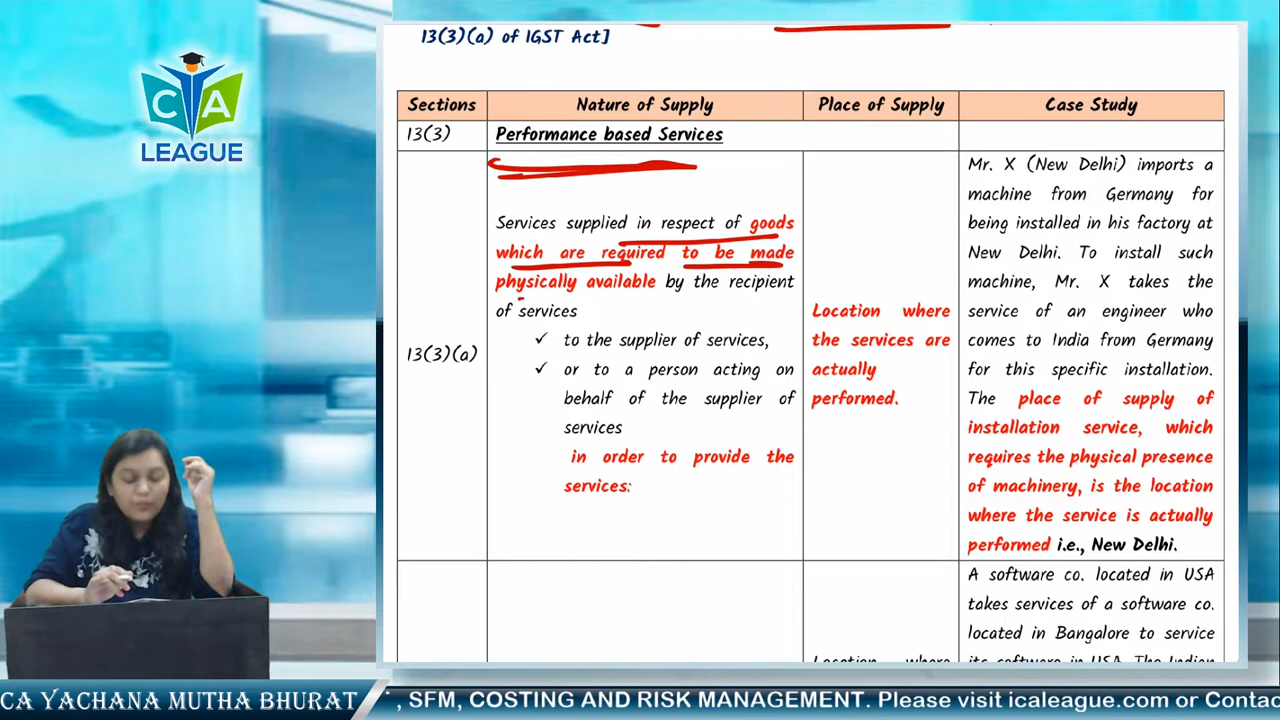 13(3)(a) of IGST Act]
CA
LEAGUE
Sections
Nature of Supply
Place of Supply
Case Study
13(3)
Performance based Services
13(3)(a)
Services supplied in respect of goods
which are required to be made
physically available by the recipient
of services
✓ to the supplier of services,
✓ or to a person acting on
behalf of the supplier of
services
in order to provide the
services:
Location where
the services are
actually
performed.
Mr. X (New Delhi) imports a
machine from Germany for
being installed in his factory at
New Delhi. To install such
machine, Mr. X takes the
service of an engineer who
comes to India from Germany
for this specific installation.
The place of supply of
installation service, which
requires the physical presence
of machinery, is the location
where the service is actually
performed i.e., New Delhi.
Location where
A software co. located in USA
takes services of a software co.
located in Bangalore to service
its software in USA. The Indian
CA YACHANA MUTHA BHURAT
, SFM, COSTING AND RISK MANAGEMENT. Please visit icaleague.com or Contac